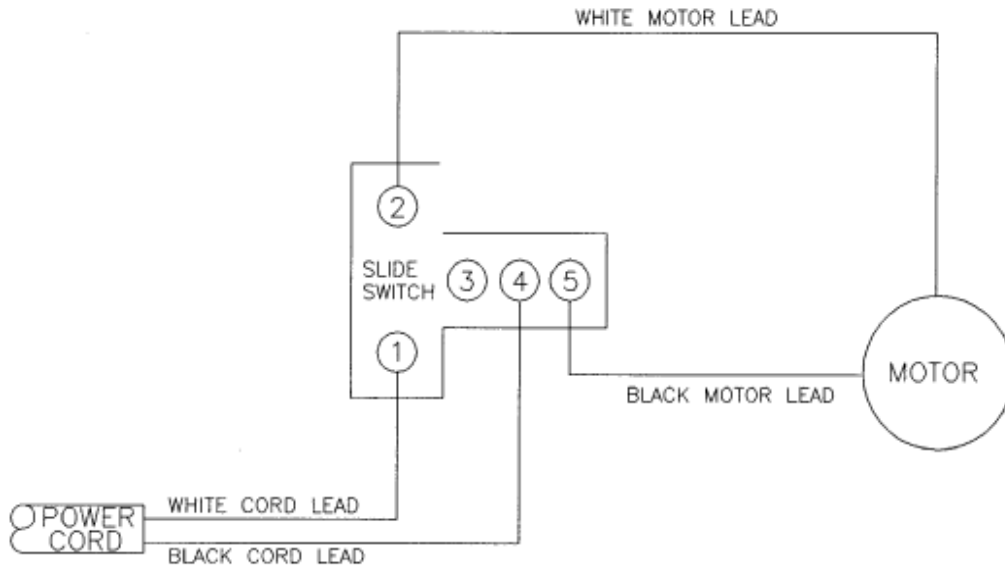 WHITE MOTOR LEAD
2
SLIDE
SWITCH
3 4 5
1
MOTOR
BLACK MOTOR LEAD
WHITE CORD LEAD
POWER
CORD
BLACK CORD LEAD